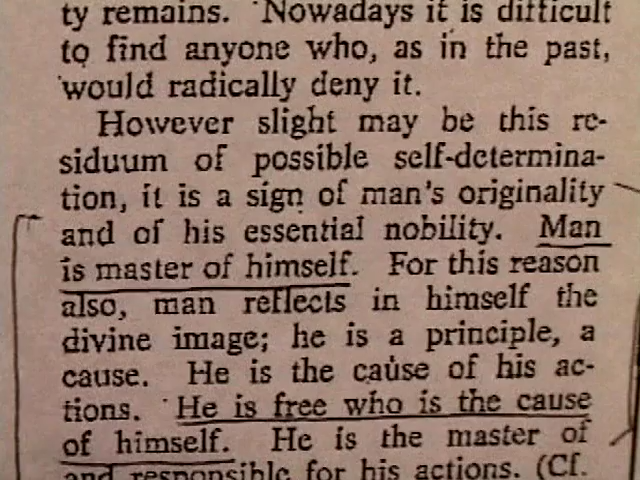 ty remains. Nowadays it is difficult
to find anyone who, as in the past,
would radically deny it.
However slight may be this re-
siduum of possible self-determina-
tion, it is a sign of man's originality
and of his essential nobility. Man
is master of himself. For this reason
also, man reflects in himself the
divine image; he is a principle, a
cause. He is the cause of his ac-
tions. He is free who is the cause
of himself. He is the master of
and responsible for his actions. (Cf.